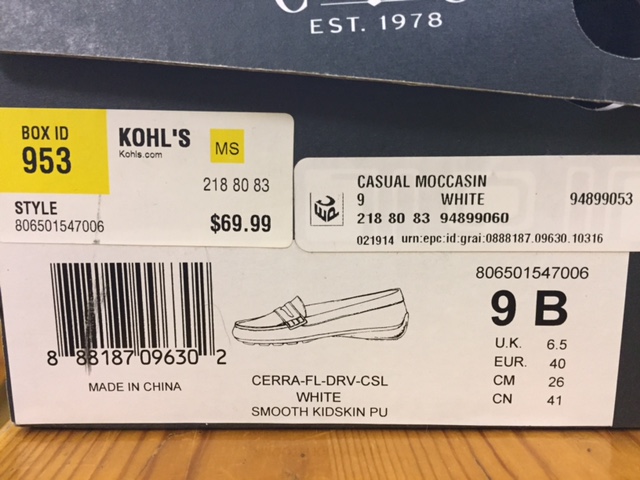 EST. 1978
BOX ID
953
KOHL'S
Kohls.com
MS
218 80 83
STYLE
806501547006
$69.99
EPC
CASUAL MOCCASIN
9 WHITE 94899053
218 80 83 94899060
021914 urn:epc:id:grai:0888187.09630.10316
8 88187 09630 2
MADE IN CHINA
CERRA-FL-DRV-CSL
WHITE
SMOOTH KIDSKIN PU
806501547006
9 B
U.K. 6.5
EUR. 40
CM 26
CN 41